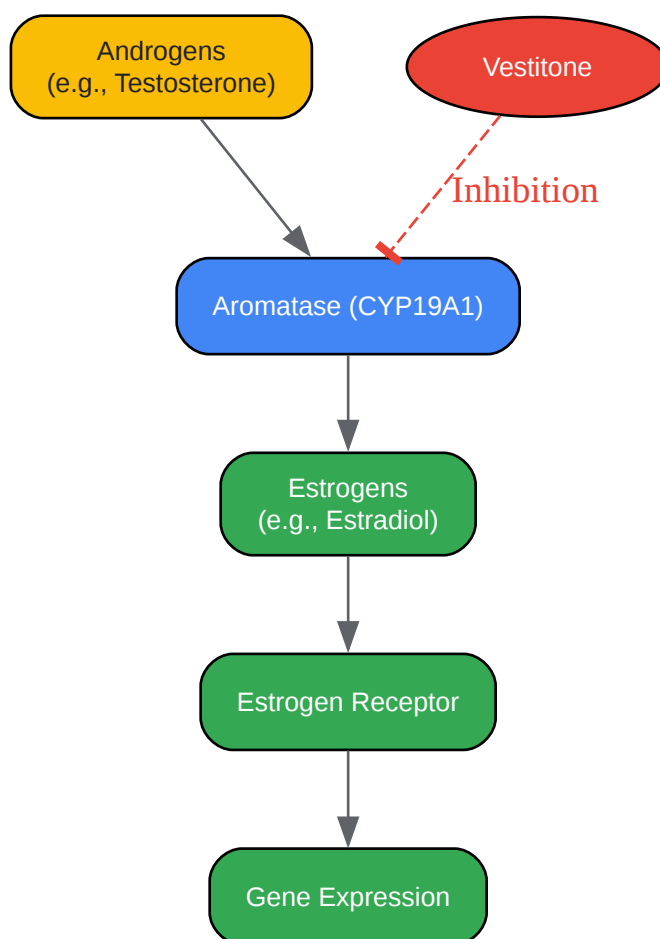 Androgens
(e.g., Testosterone)
Vestitone
Inhibition
Aromatase (CYP19A1)
Estrogens
(e.g., Estradiol)
Estrogen Receptor
Gene Expression